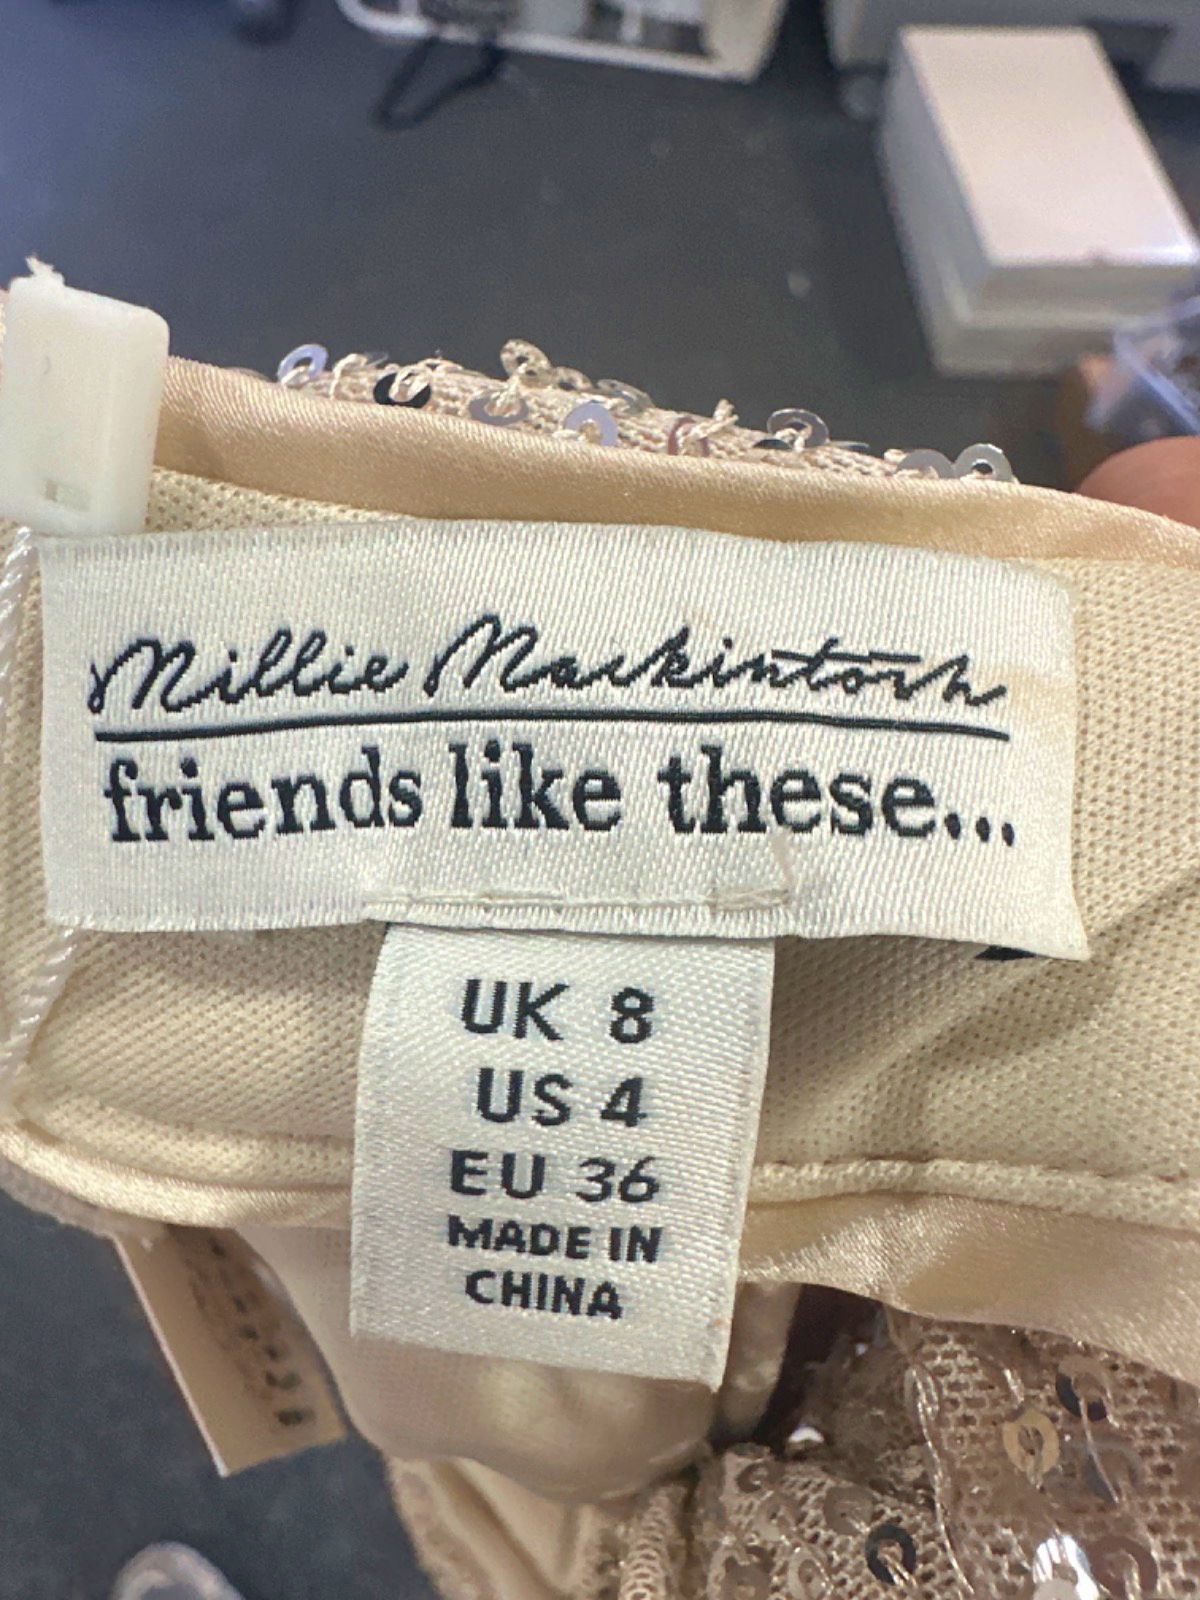 Millie Mackintosh
friends like these...
UK 8
US 4
EU 36
MADE IN
CHINA